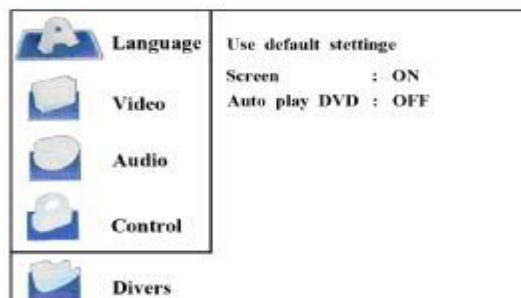 Language
Video
Audio
Control
Divers
Use default stettinge
Screen : ON
Auto play DVD : OFF